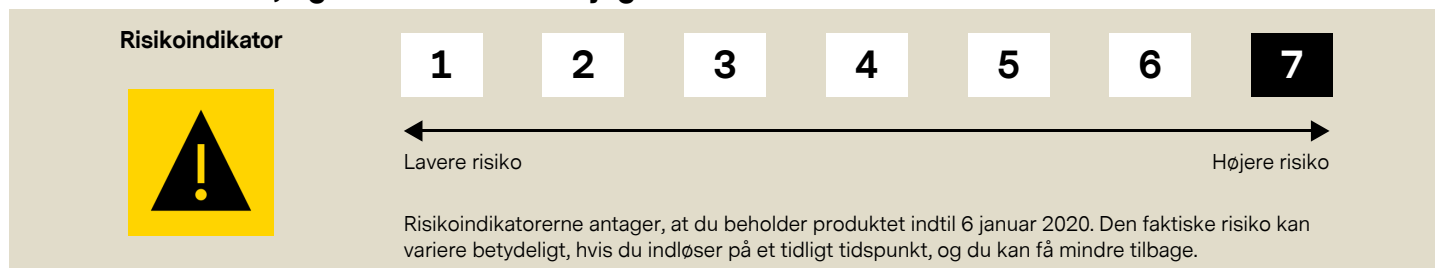 Risikoindikator
1 2 3 4 5 6 7
Lavere risiko Højere risiko
Risikoindikatorerne antager, at du beholder produktet indtil 6 januar 2020. Den faktiske risiko kan
variere betydeligt, hvis du indløser på et tidligt tidspunkt, og du kan få mindre tilbage.